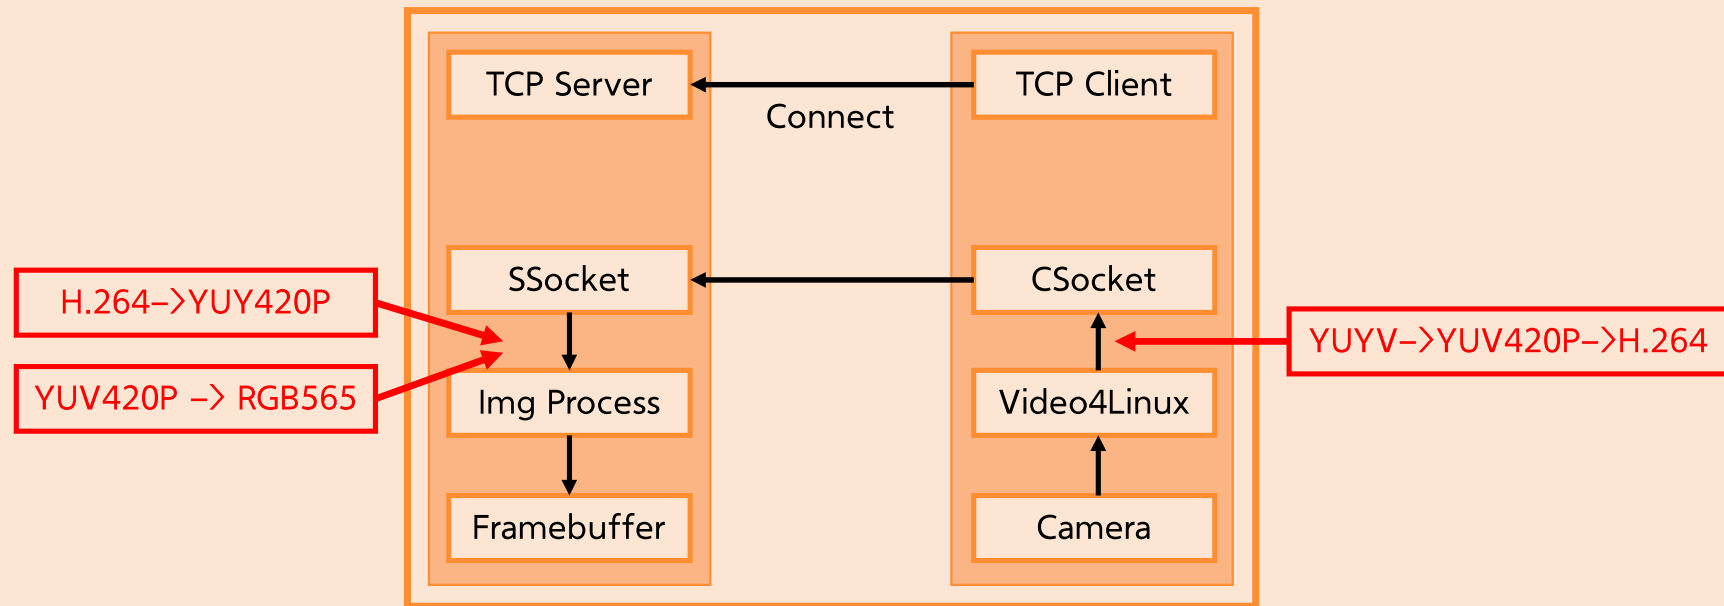 TCP Server
TCP Client
Connect
SSocket
CSocket
H.264->YUY420P
YUYV->YUV420P->H.264
YUV420P -> RGB565
Img Process
Video4Linux
Framebuffer
Camera